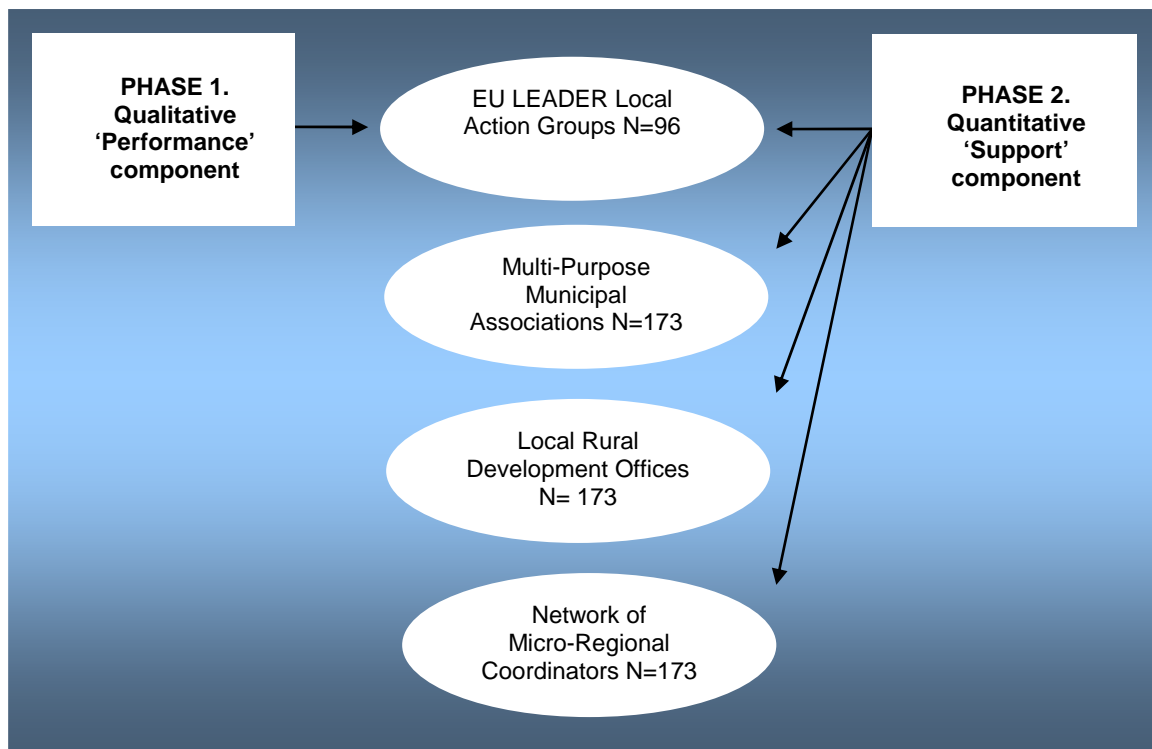 PHASE 1.
Qualitative
‘Performance’
component
EU LEADER Local
Action Groups N=96
PHASE 2.
Quantitative
‘Support’
component
Multi-Purpose
Municipal
Associations N=173
Local Rural
Development Offices
N= 173
Network of
Micro-Regional
Coordinators N=173